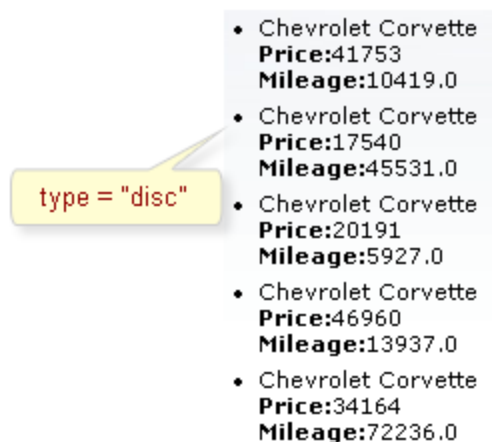 Chevrolet Corvette
Price:41753
Mileage:10419.0
Chevrolet Corvette
Price:17540
Mileage:45531.0
type = "disc"
Chevrolet Corvette
Price:20191
Mileage:5927.0
Chevrolet Corvette
Price:46960
Mileage:13937.0
Chevrolet Corvette
Price:34164
Mileage:72236.0